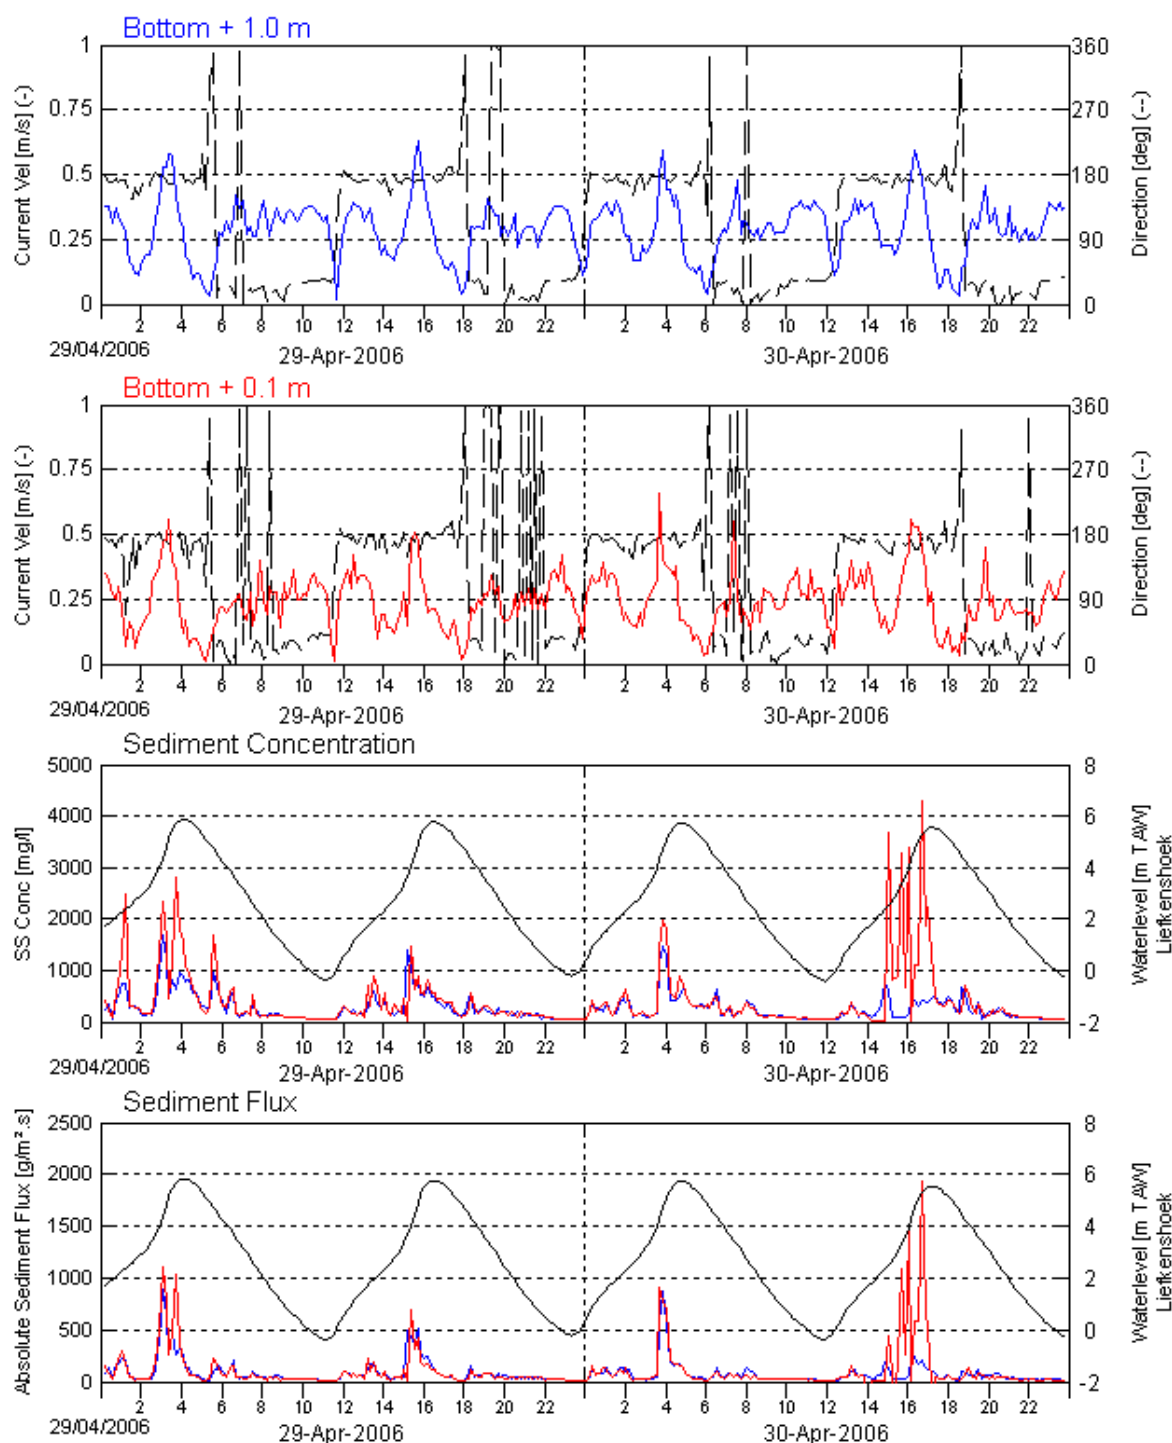 Bottom + 1.0 m
Current Vel [m/s] (-)
Direction [deg] (--)
1 360
0.75 270
0.5 180
0.25 90
0 0
2 4 6 8 10 12 14 16 18 20 22 2 4 6 8 10 12 14 16 18 20 22
29/04/2006 29-Apr-2006 30-Apr-2006
Bottom + 0.1 m
Current Vel [m/s] (-)
Direction [deg] (--)
1 360
0.75 270
0.5 180
0.25 90
0 0
2 4 6 8 10 12 14 16 18 20 22 2 4 6 8 10 12 14 16 18 20 22
29/04/2006 29-Apr-2006 30-Apr-2006
Sediment Concentration
SS Conc [mg/l]
Waterlevel [m TAW]
Liefkenshoek
5000 8
4000 6
3000 4
2000 2
1000 0
0 -2
2 4 6 8 10 12 14 16 18 20 22 2 4 6 8 10 12 14 16 18 20 22
29/04/2006 29-Apr-2006 30-Apr-2006
Sediment Flux
Absolute Sediment Flux [g/m².s]
Waterlevel [m TAW]
Liefkenshoek
2500 8
2000 6
1500 4
1000 2
500 0
0 -2
2 4 6 8 10 12 14 16 18 20 22 2 4 6 8 10 12 14 16 18 20 22
29/04/2006 29-Apr-2006 30-Apr-2006